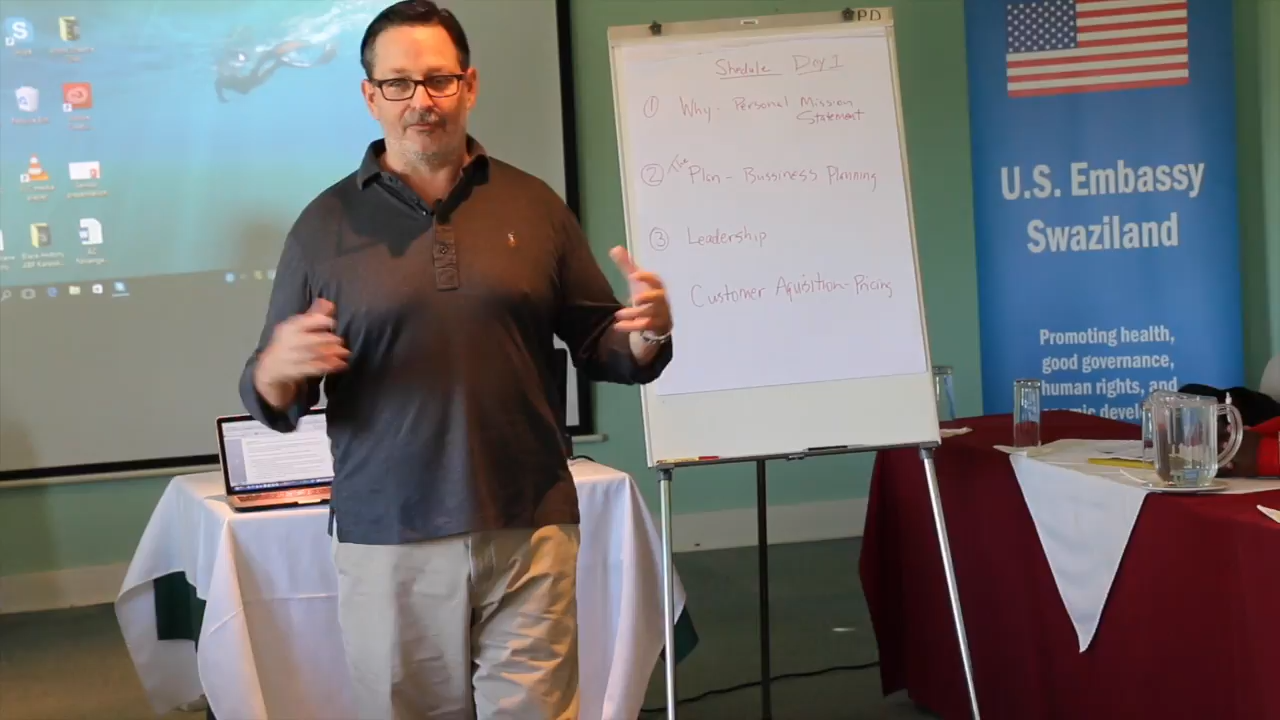 PD
Shedule Day 1
① Why - Personal Mission
Statement
② The Plan - Bussiness Planning
③ Leadership
Customer Aquisition - Pricing
U.S. Embassy
Swaziland
Promoting health,
good governance,
human rights, and